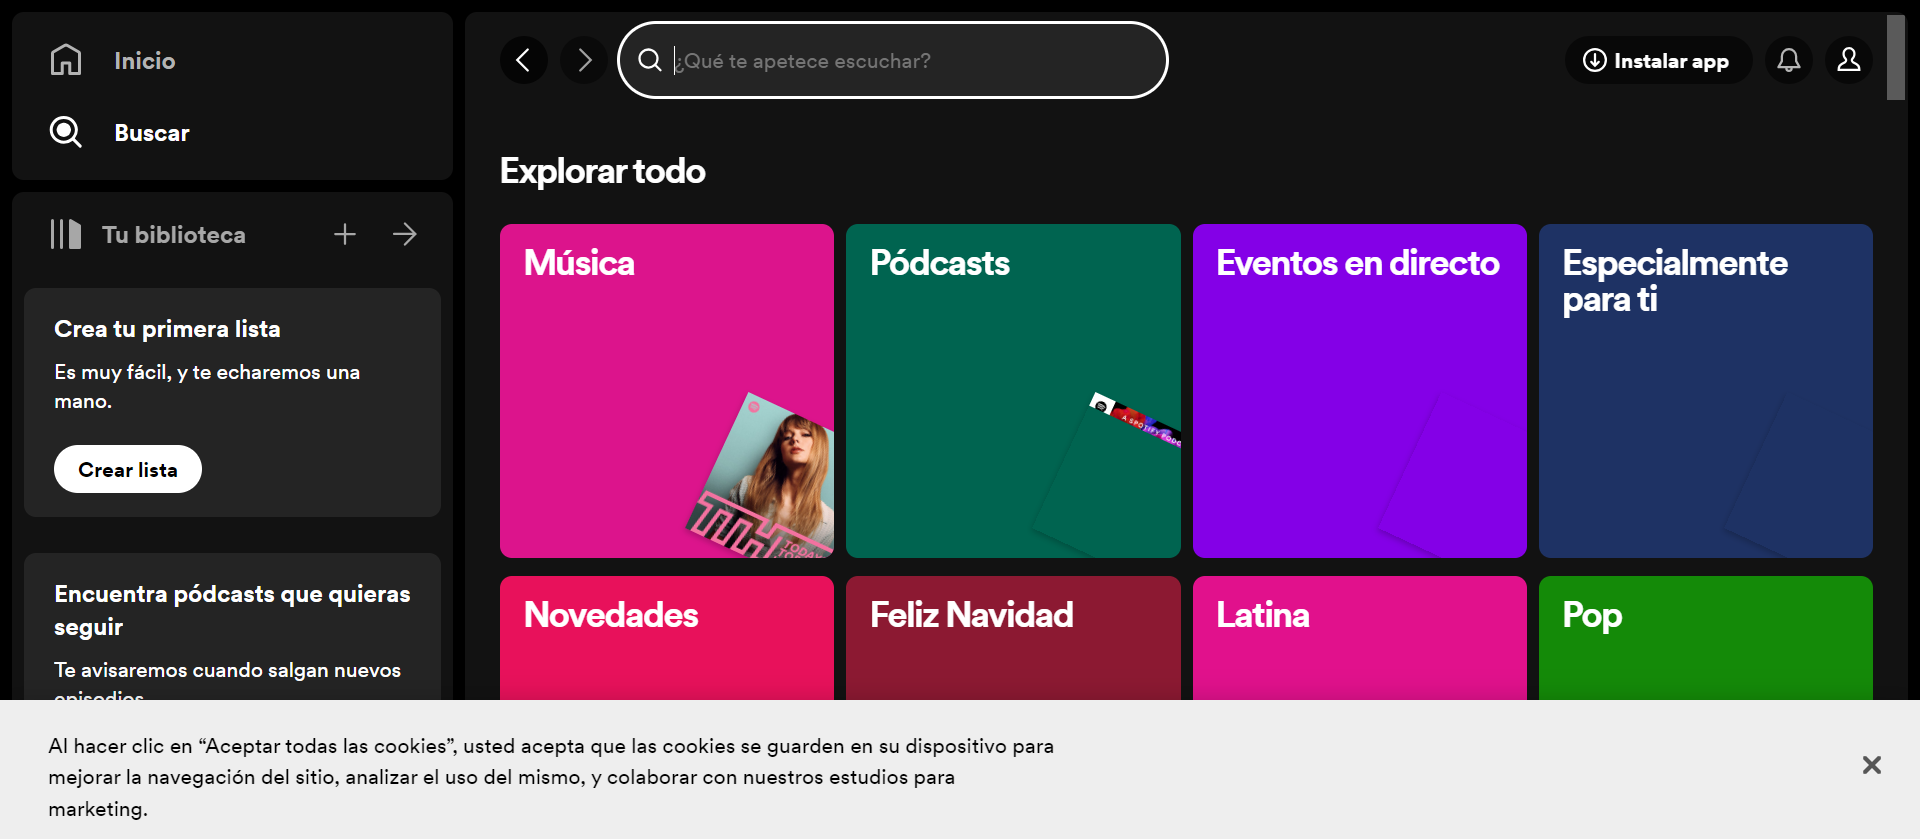 Inicio
Buscar
Tu biblioteca
Crea tu primera lista
Es muy fácil, y te echaremos una
mano.
Crear lista
Encuentra pódcasts que quieras
seguir
Te avisaremos cuando salgan nuevos
episodios
¿Qué te apetece escuchar?
Instalar app
Explorar todo
Música
Pódcasts
A SPOTIFY PODC
Eventos en directo
Especialmente
para ti
Novedades
Feliz Navidad
Latina
Pop
Al hacer clic en “Aceptar todas las cookies”, usted acepta que las cookies se guarden en su dispositivo para
mejorar la navegación del sitio, analizar el uso del mismo, y colaborar con nuestros estudios para
marketing.